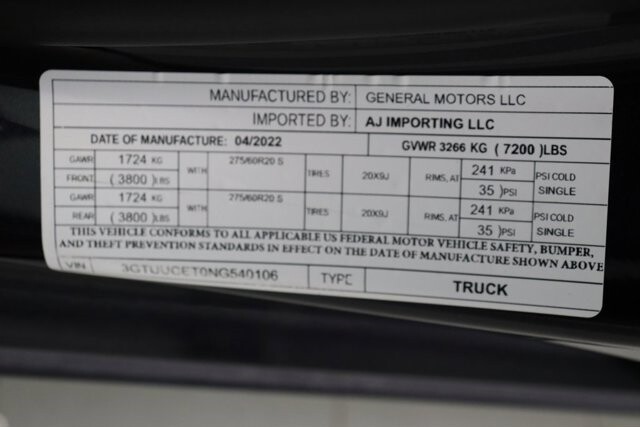 MANUFACTURED BY: GENERAL MOTORS LLC
IMPORTED BY: AJ IMPORTING LLC
DATE OF MANUFACTURE: 04/2022 GVWR 3266 KG ( 7200 )LBS
GAWR 1724 KG WITH 275/60R20 S TIRES 20X9J RIMS, AT 241 KPa PSI COLD
FRONT (3800)LBS 35 )PSI SINGLE
GAWR 1724 KG WITH 275/60R20 S TIRES 20X9J RIMS, AT 241 KPa PSI COLD
REAR (3800)LBS 35 )PSI SINGLE
THIS VEHICLE CONFORMS TO ALL APPLICABLE US FEDERAL MOTOR VEHICLE SAFETY, BUMPER,
AND THEFT PREVENTION STANDARDS IN EFFECT ON THE DATE OF MANUFACTURE SHOWN ABOVE
VIN 3GTUUCET0NG540106 TYPE TRUCK